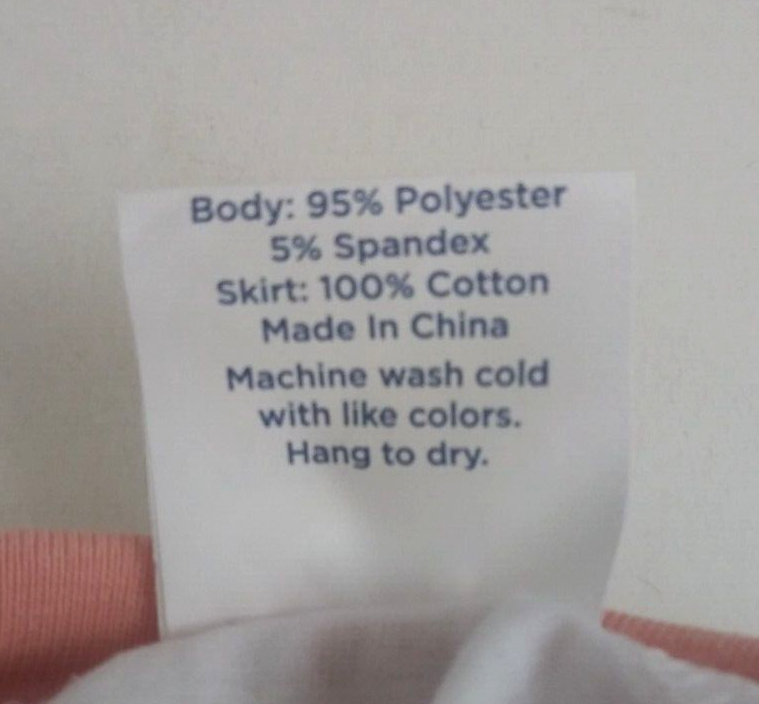 Body: 95% Polyester
5% Spandex
Skirt: 100% Cotton
Made In China
Machine wash cold
with like colors.
Hang to dry.